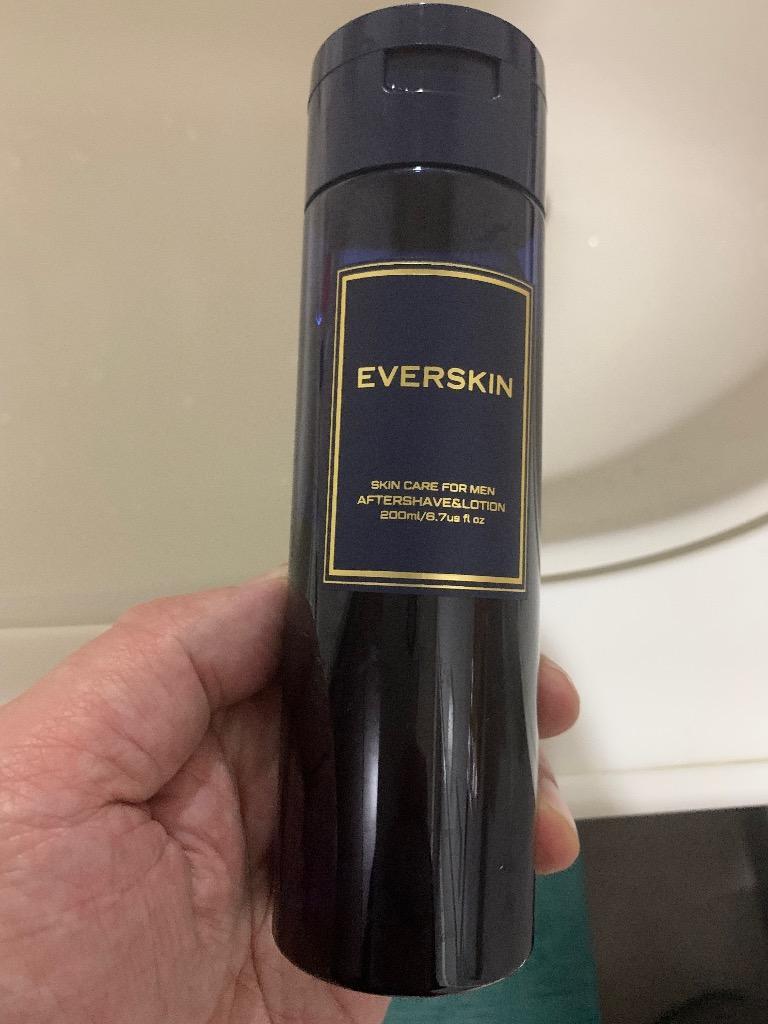 EVERSKIN
SKIN CARE FOR MEN
AFTERSHAVE&LOTION
200ml/6.7us fl oz